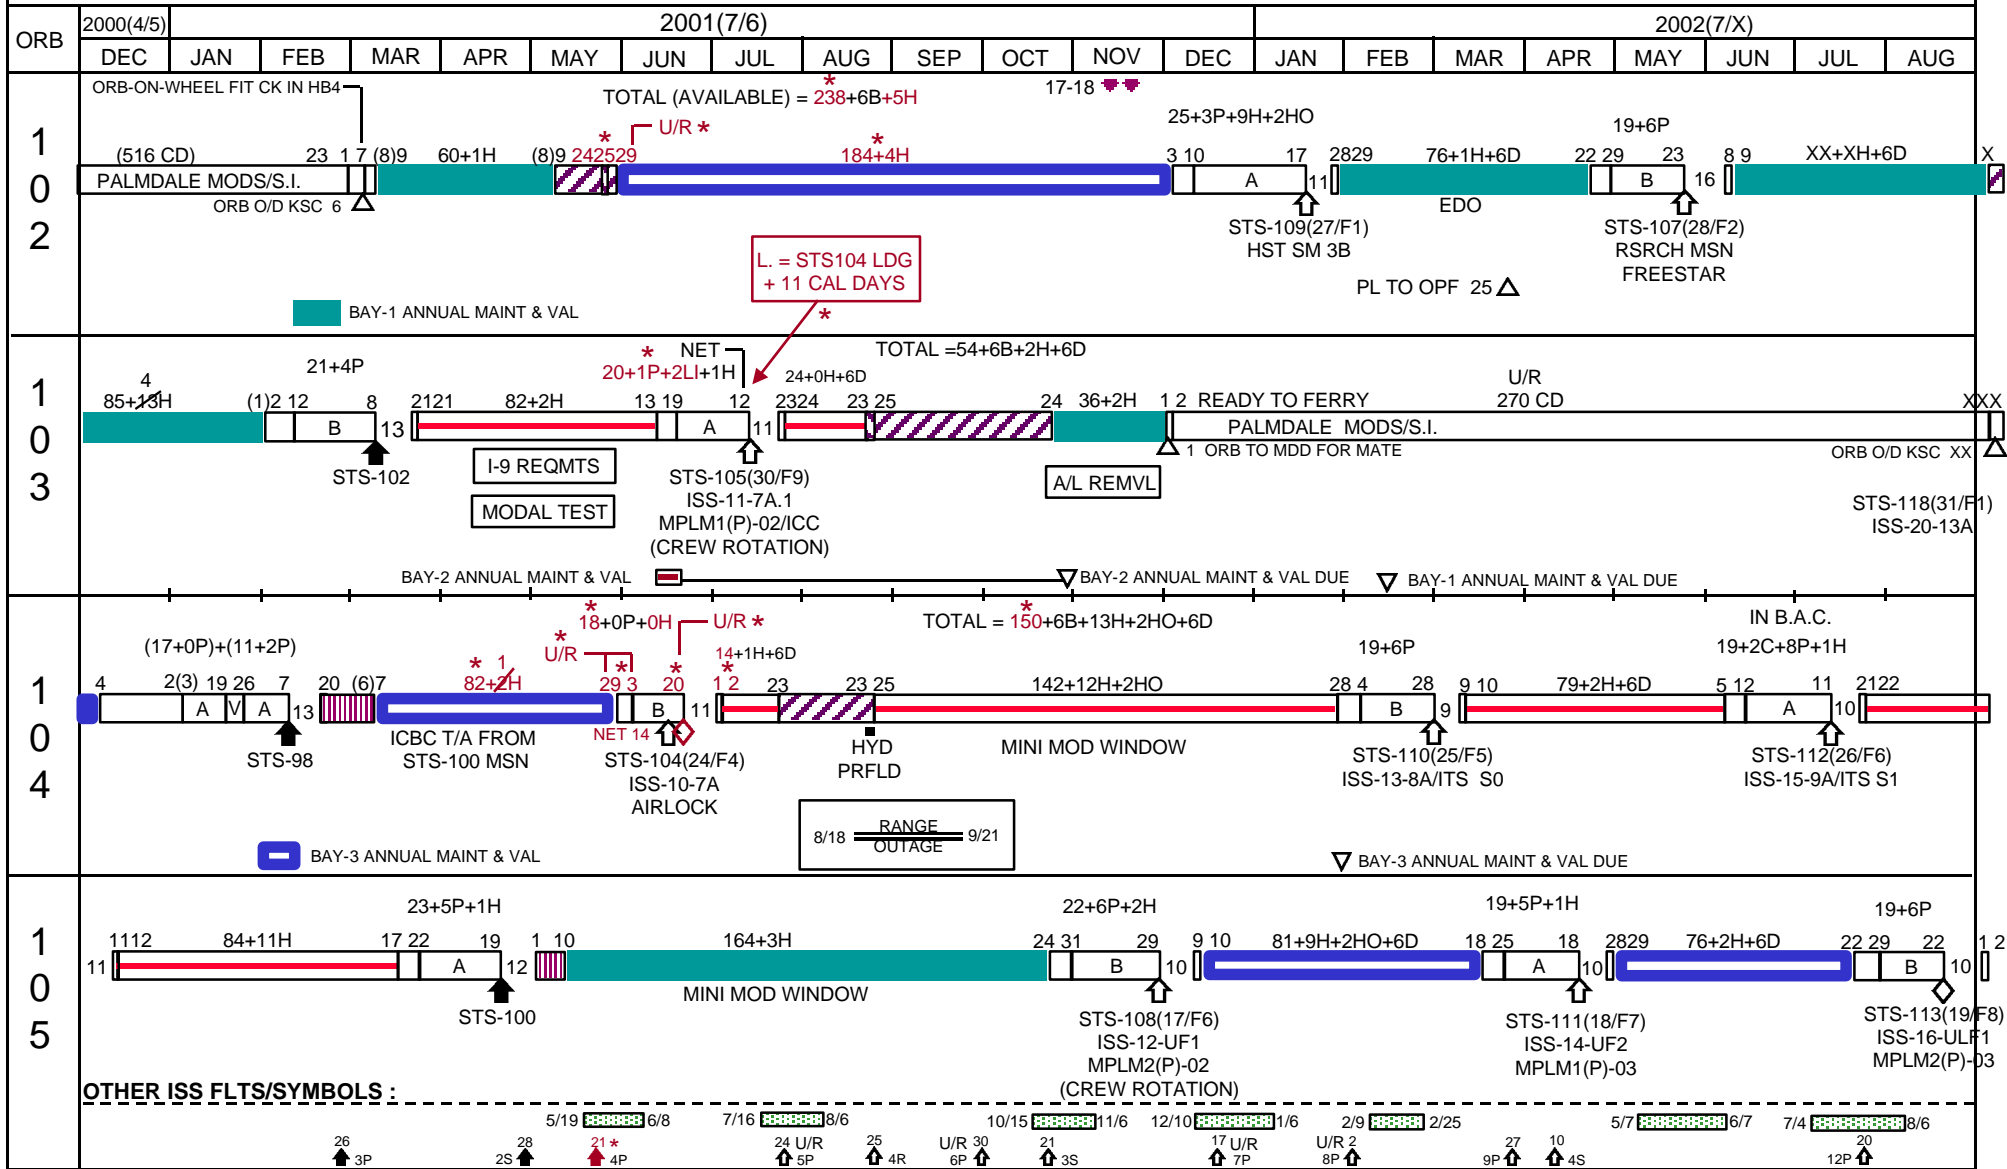 ORB
2000(4/5)
2001(7/6)
2002(7/X)
DEC JAN FEB MAR APR MAY JUN JUL AUG SEP OCT NOV DEC JAN FEB MAR APR MAY JUN JUL AUG
1
0
2
ORB-ON-WHEEL FIT CK IN HB4
TOTAL (AVAILABLE) = 238+6B+5H
*
17-18
U/R *
25+3P+9H+2HO
19+6P
(516 CD) 23 1 7 (8)9 60+1H (8)9 242529 * 184+4H * 3 10 17 2829 76+1H+6D 22 29 23 8 9 XX+XH+6D X
PALMDALE MODS/S.I. A 11 B 16
ORB O/D KSC 6
EDO
STS-109(27/F1)
HST SM 3B
STS-107(28/F2)
RSRCH MSN
FREESTAR
PL TO OPF 25
L. = STS104 LDG
+ 11 CAL DAYS
*
BAY-1 ANNUAL MAINT & VAL
1
0
3
4
85+13H
21+4P
* NET
20+1P+2LI+1H
TOTAL =54+6B+2H+6D
24+0H+6D
U/R
270 CD
(1)2 12 8 2121 82+2H 13 19 12 2324 23 25 24 36+2H 1 2 READY TO FERRY XXX
B 13 A 11 PALMDALE MODS/S.I.
1 ORB TO MDD FOR MATE
ORB O/D KSC XX
STS-102
I-9 REQMTS
MODAL TEST
STS-105(30/F9)
ISS-11-7A.1
MPLM1(P)-02/ICC
(CREW ROTATION)
A/L REMVL
STS-118(31/F1)
ISS-20-13A
BAY-2 ANNUAL MAINT & VAL
BAY-2 ANNUAL MAINT & VAL DUE
BAY-1 ANNUAL MAINT & VAL DUE
1
0
4
(17+0P)+(11+2P)
*
18+0P+0H
U/R *
*
U/R
TOTAL = 150+6B+13H+2HO+6D
*
14+1H+6D
19+6P
IN B.A.C.
19+2C+8P+1H
4 2(3) 19 26 7 20 (6)7 * 1 82+2H 29 * 3 * 20 1 2 * 23 23 25 142+12H+2HO 28 4 28 9 10 79+2H+6D 5 12 11 2122
A V A 13 B 11 B 9 A 10
NET 14
STS-98
ICBC T/A FROM
STS-100 MSN
STS-104(24/F4)
ISS-10-7A
AIRLOCK
HYD
PRFLD
MINI MOD WINDOW
STS-110(25/F5)
ISS-13-8A/ITS S0
STS-112(26/F6)
ISS-15-9A/ITS S1
8/18 RANGE OUTAGE 9/21
BAY-3 ANNUAL MAINT & VAL
BAY-3 ANNUAL MAINT & VAL DUE
1
0
5
23+5P+1H
22+6P+2H
19+5P+1H
19+6P
1112 84+11H 17 22 19 1 10 164+3H 24 31 29 9 10 81+9H+2HO+6D 18 25 18 2829 76+2H+6D 22 29 22 1 2
11 A 12 B 10 A 10 B 10
MINI MOD WINDOW
STS-100
STS-108(17/F6)
ISS-12-UF1
MPLM2(P)-02
(CREW ROTATION)
STS-111(18/F7)
ISS-14-UF2
MPLM1(P)-03
STS-113(19/F8)
ISS-16-ULF1
MPLM2(P)-03
OTHER ISS FLTS/SYMBOLS :
5/19 6/8 7/16 8/6 10/15 11/6 12/10 1/6 2/9 2/25 5/7 6/7 7/4 8/6
26 28 21 * 24 U/R 25 U/R 30 21 17 U/R U/R 2 27 10 20
3P 2S 4P 5P 4R 6P 3S 7P 8P 9P 4S 12P